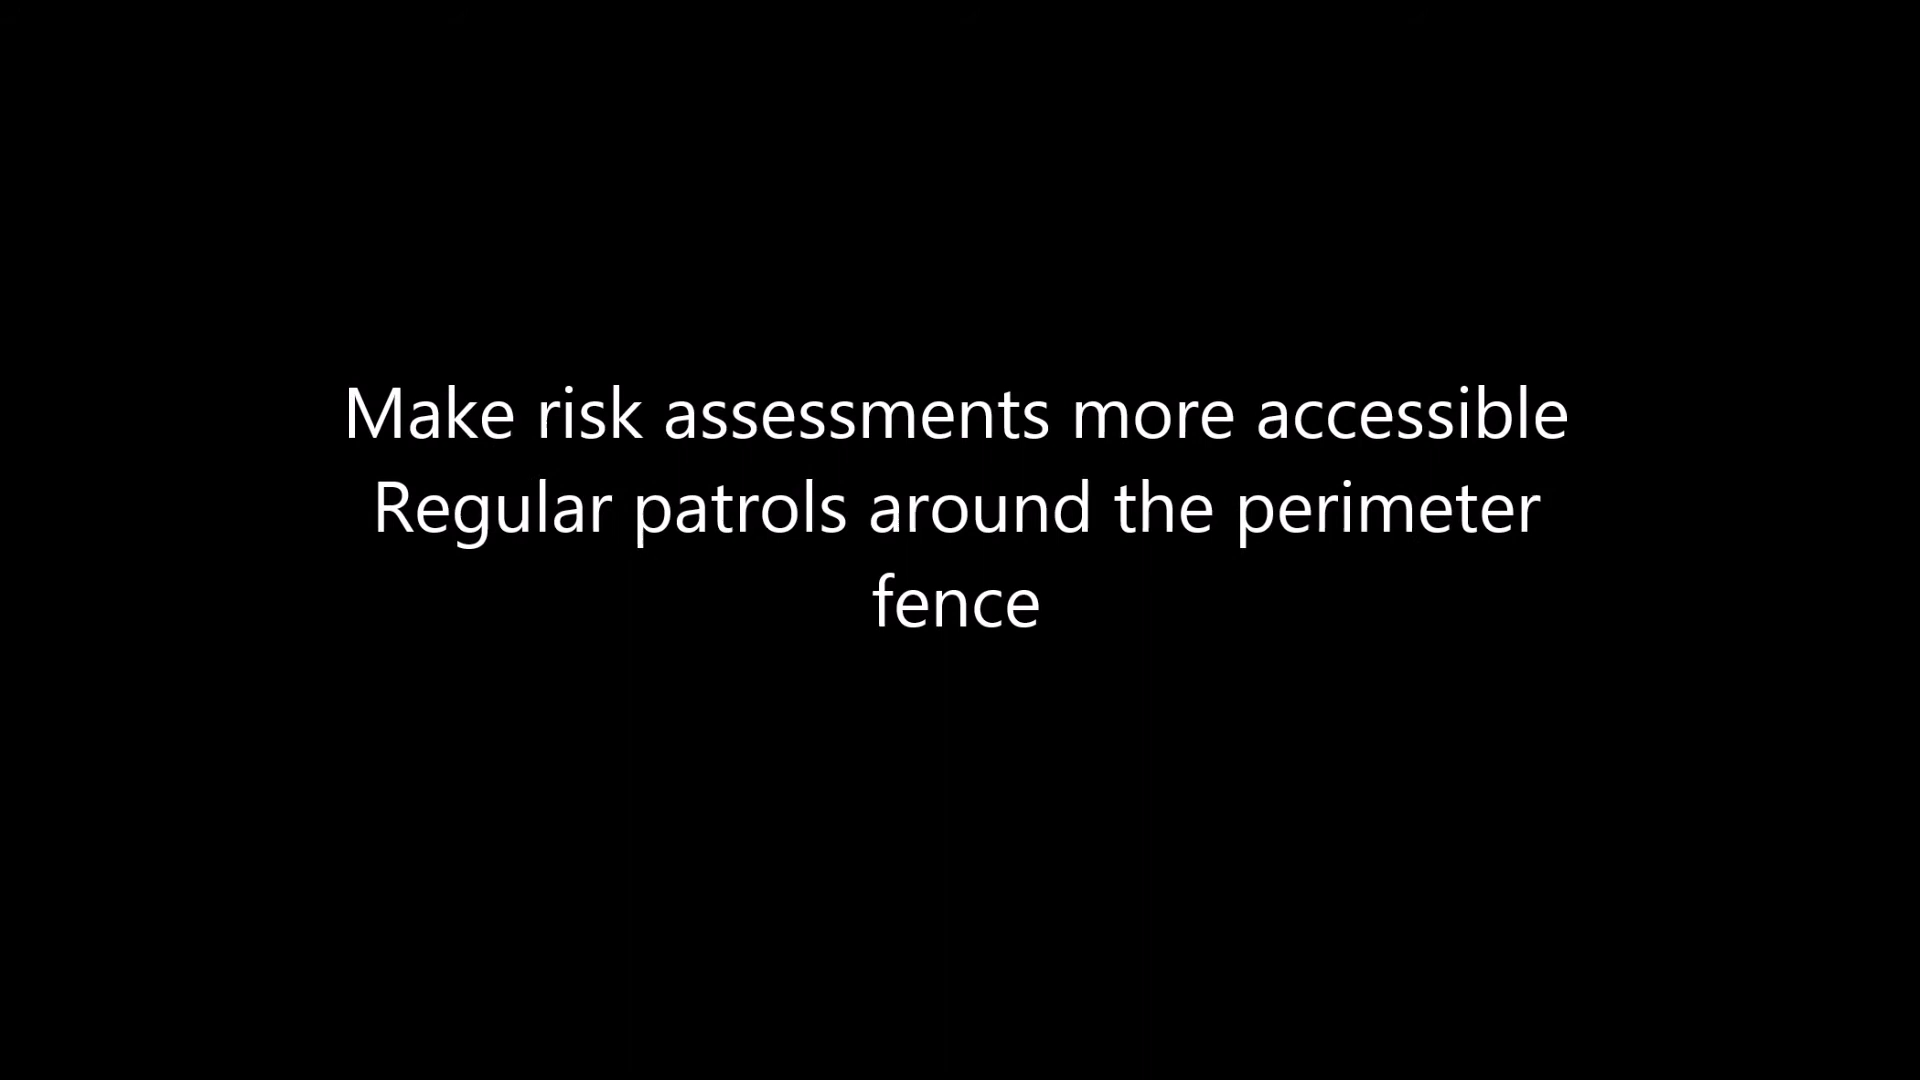 Make risk assessments more accessible
Regular patrols around the perimeter
fence